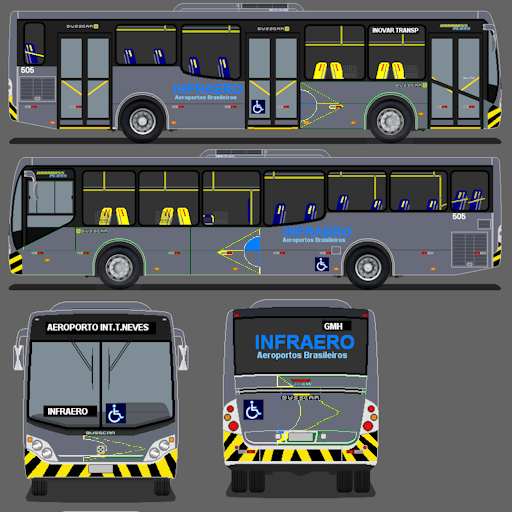 BUSSCAR
INOVAR TRANSP
505
INFRAERO
Aeroportos Brasileiros
BUSSCAR
BUSSCAR
INFRAERO
Aeroportos Brasileiros
505
AEROPORTO INT.T.NEVES
INFRAERO
BUSSCAR
GMH
INFRAERO
Aeroportos Brasileiros
BUSSCAR